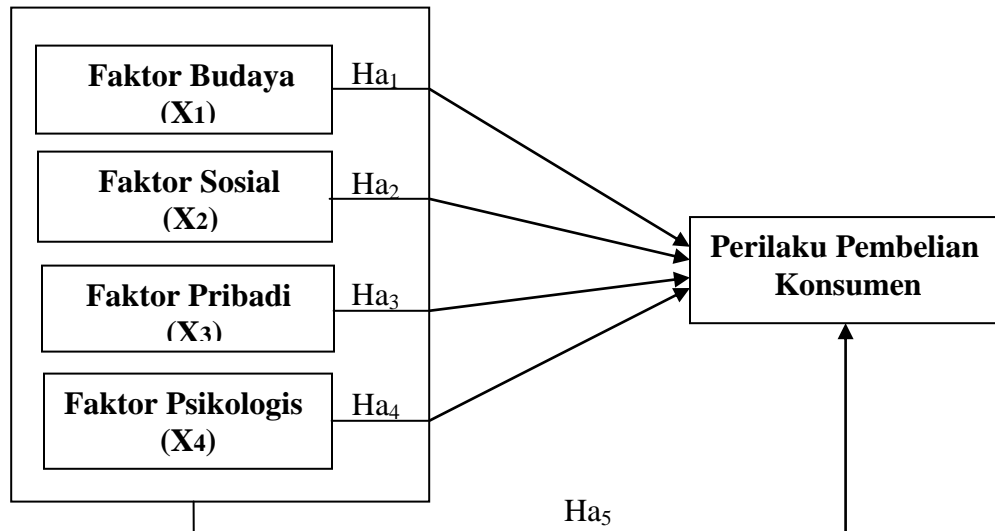 Faktor Budaya
(X1)
Ha1
Faktor Sosial
(X2)
Ha2
Faktor Pribadi
(X3)
Ha3
Faktor Psikologis
(X4)
Ha4
Perilaku Pembelian
Konsumen
Ha5